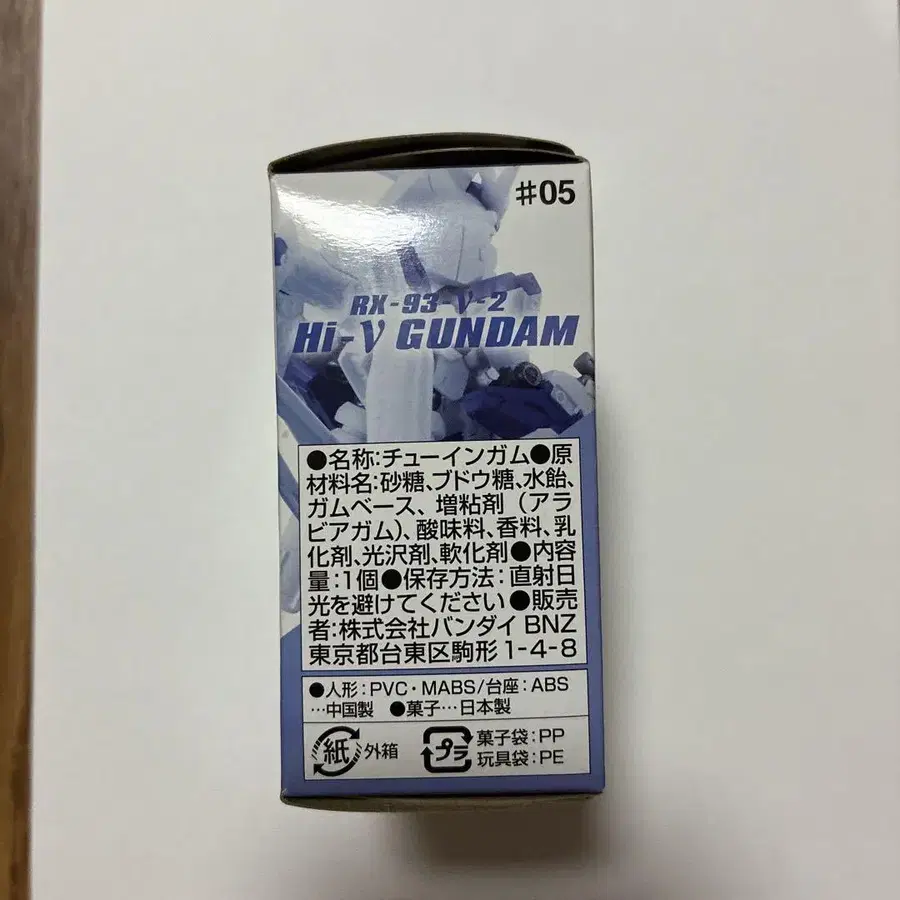 #05
RX-93-ν-2
Hi-ν GUNDAM
●名称:チューインガム●原
材料名:砂糖、ブドウ糖、水飴、
ガムベース、増粘剤（アラ
ビアガム）、酸味料、香料、乳
化剤、光沢剤、軟化剤●内容
量:1個●保存方法:直射日
光を避けてください●販売
者:株式会社バンダイ BNZ
東京都台東区駒形1-4-8
●人形:PVC・MABS/台座:ABS
…中国製 ●菓子…日本製
紙 外箱
プラ 菓子袋:PP
玩具袋:PE